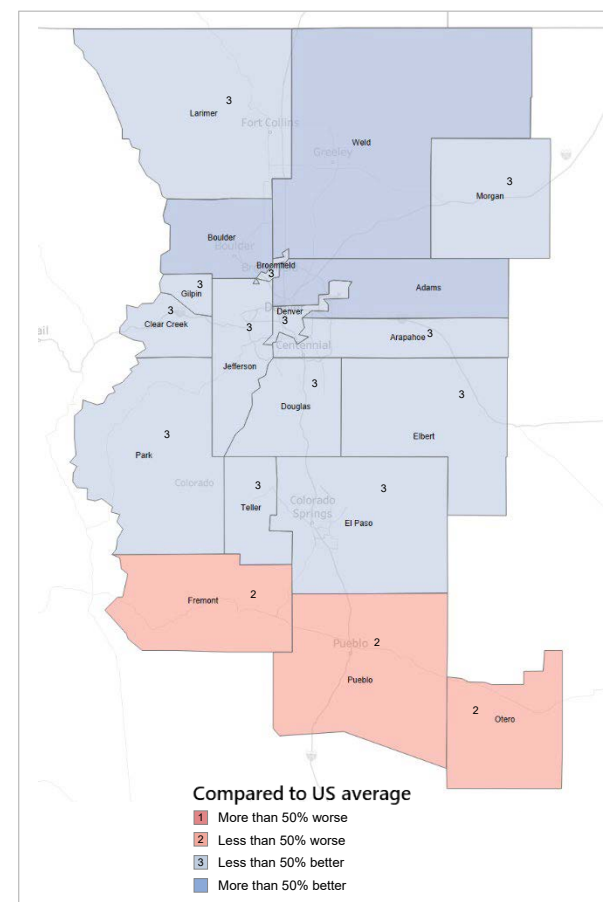 3
Larimer
Fort Collins
Weld
Greeley
3
Morgan
Boulder
Boulder
Broomfield
3
3
Gilpin
Adams
3
Clear Creek
Denver
3
3
Arapahoe
3
Centennial
Jefferson
3
Douglas
3
Elbert
3
Park
Colorado
3
Teller
Colorado
Springs
3
El Paso
Fremont
2
Pueblo
2
Pueblo
2
Otero
Compared to US average
1 More than 50% worse
2 Less than 50% worse
3 Less than 50% better
More than 50% better